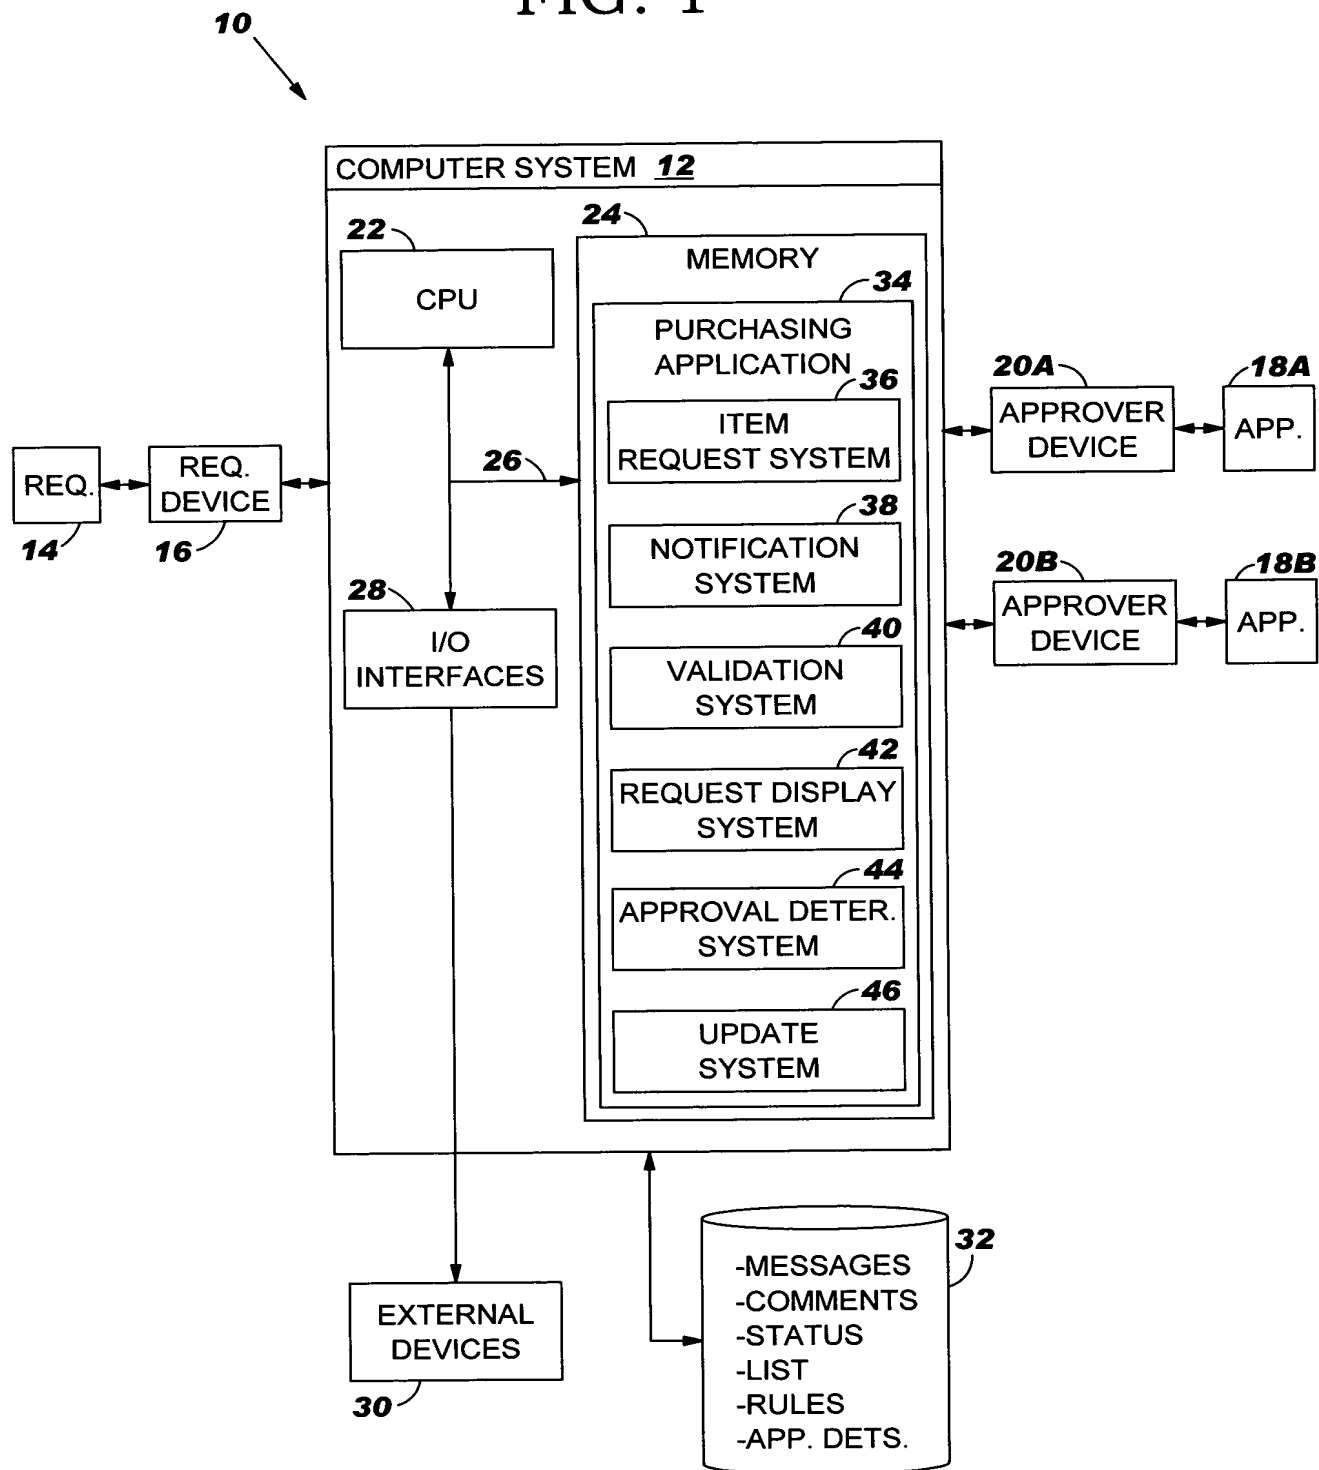 FIG. 1
10
COMPUTER SYSTEM 12
22
CPU
24
MEMORY
34
PURCHASING
APPLICATION
36
ITEM
REQUEST SYSTEM
38
NOTIFICATION
SYSTEM
40
VALIDATION
SYSTEM
42
REQUEST DISPLAY
SYSTEM
44
APPROVAL DETER.
SYSTEM
46
UPDATE
SYSTEM
26
REQ.
14
REQ.
DEVICE
16
28
I/O
INTERFACES
20A
APPROVER
DEVICE
18A
APP.
20B
APPROVER
DEVICE
18B
APP.
EXTERNAL
DEVICES
30
32
-MESSAGES
-COMMENTS
-STATUS
-LIST
-RULES
-APP. DETS.